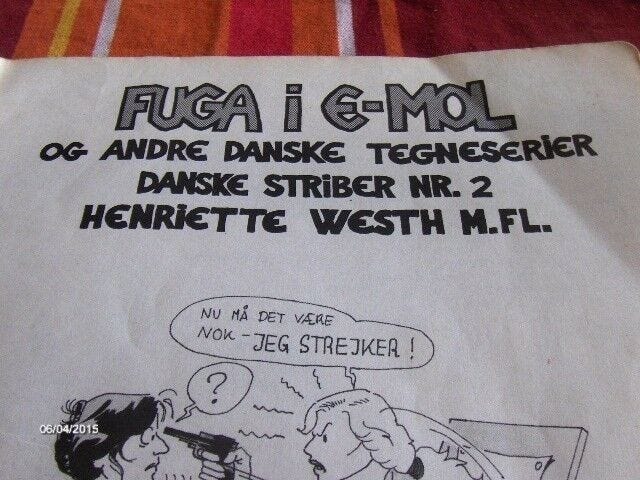 FUGA i E-MOL
OG ANDRE DANSKE TEGNESERIER
DANSKE STRiBER NR. 2
HENRiETTE WESTH M.FL.
NU MÅ DET VÆRE
NOK - JEG STREJKER!
?
06/04/2015